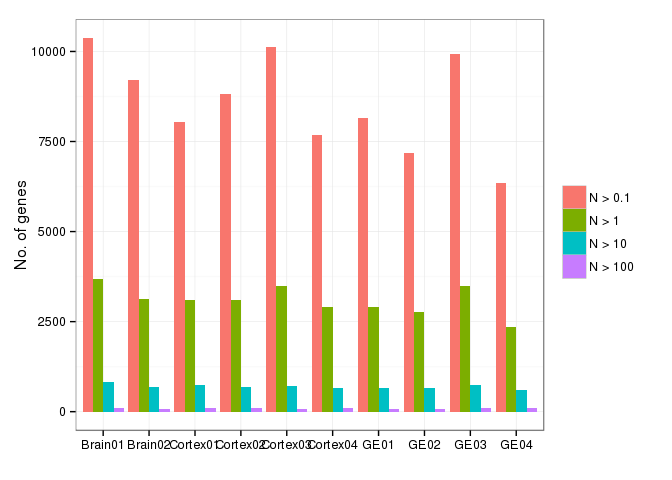 10000
7500
5000
2500
0
No. of genes
Brain01 Brain02 Cortex01 Cortex02 Cortex03 Cortex04 GE01 GE02 GE03 GE04
N > 0.1
N > 1
N > 10
N > 100